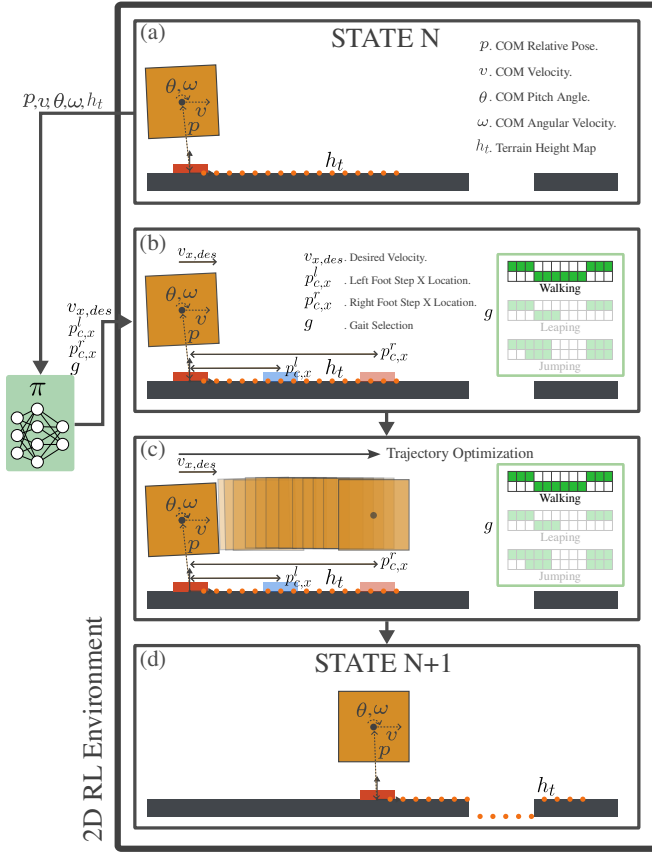 (a)
STATE N
p. COM Relative Pose.
v. COM Velocity.
θ. COM Pitch Angle.
ω. COM Angular Velocity.
h_t. Terrain Height Map
θ, ω
v
p
h_t
p, v, θ, ω, h_t
(b)
v_{x,des}
v_{x,des}. Desired Velocity.
p^l_{c,x}. Left Foot Step X Location.
p^r_{c,x}. Right Foot Step X Location.
g. Gait Selection
θ, ω
v
p
p^r_{c,x}
p^l_{c,x}
h_t
g
Walking
Leaping
Jumping
v_{x,des}
p^l_{c,x}
p^r_{c,x}
g
π
(c)
Trajectory Optimization
v_{x,des}
θ, ω
v
p
p^r_{c,x}
p^l_{c,x}
h_t
g
Walking
Leaping
Jumping
(d)
STATE N+1
θ, ω
v
p
h_t
2D RL Environment